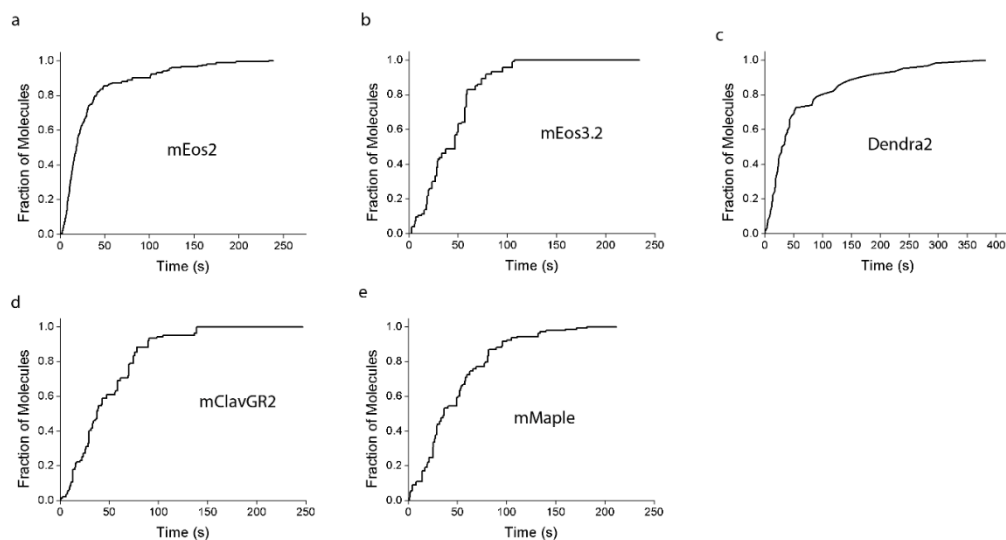 a
Fraction of Molecules
1.0
0.8
0.6
0.4
0.2
0.0
mEos2
0 50 100 150 200 250
Time (s)
b
Fraction of Molecules
1.0
0.8
0.6
0.4
0.2
0.0
mEos3.2
0 50 100 150 200 250
Time (s)
c
Fraction of Molecules
1.0
0.8
0.6
0.4
0.2
0.0
Dendra2
0 50 100 150 200 250 300 350 400
Time (s)
d
Fraction of Molecules
1.0
0.8
0.6
0.4
0.2
0.0
mClavGR2
0 50 100 150 200 250
Time (s)
e
Fraction of Molecules
1.0
0.8
0.6
0.4
0.2
0.0
mMaple
0 50 100 150 200 250
Time (s)